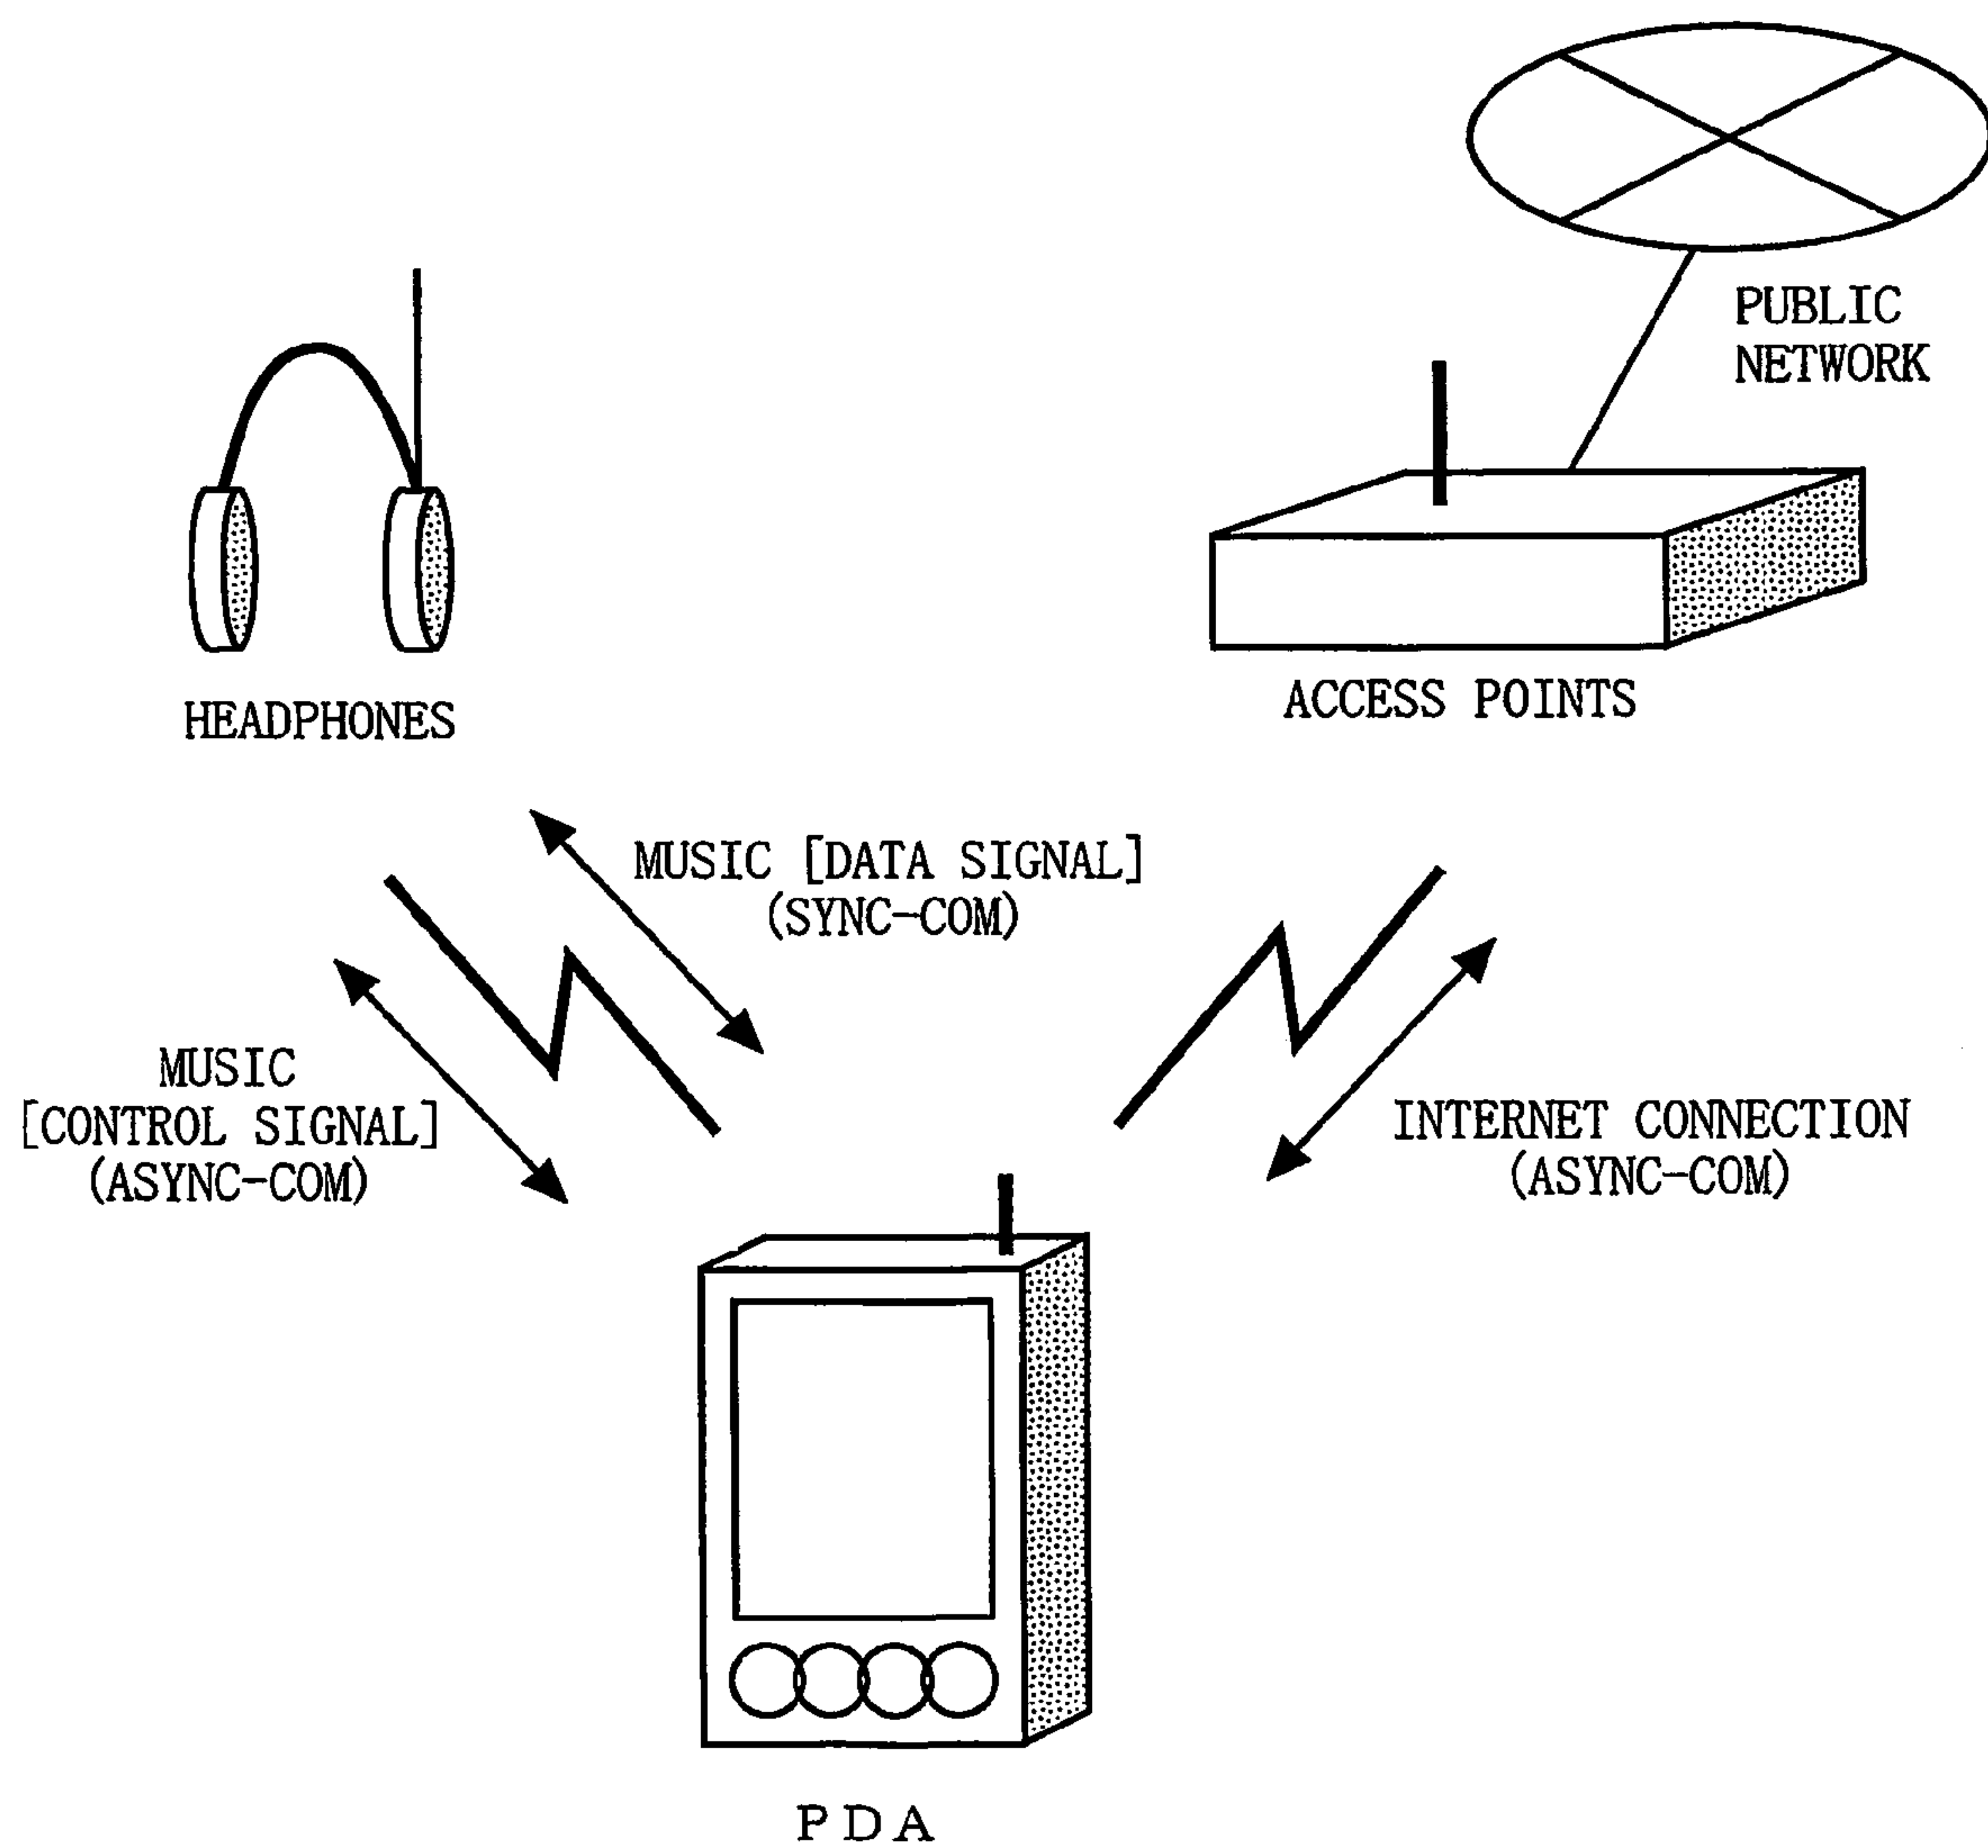 PUBLIC
NETWORK
HEADPHONES
ACCESS POINTS
MUSIC [DATA SIGNAL]
(SYNC-COM)
MUSIC
[CONTROL SIGNAL]
(ASYNC-COM)
INTERNET CONNECTION
(ASYNC-COM)
PDA